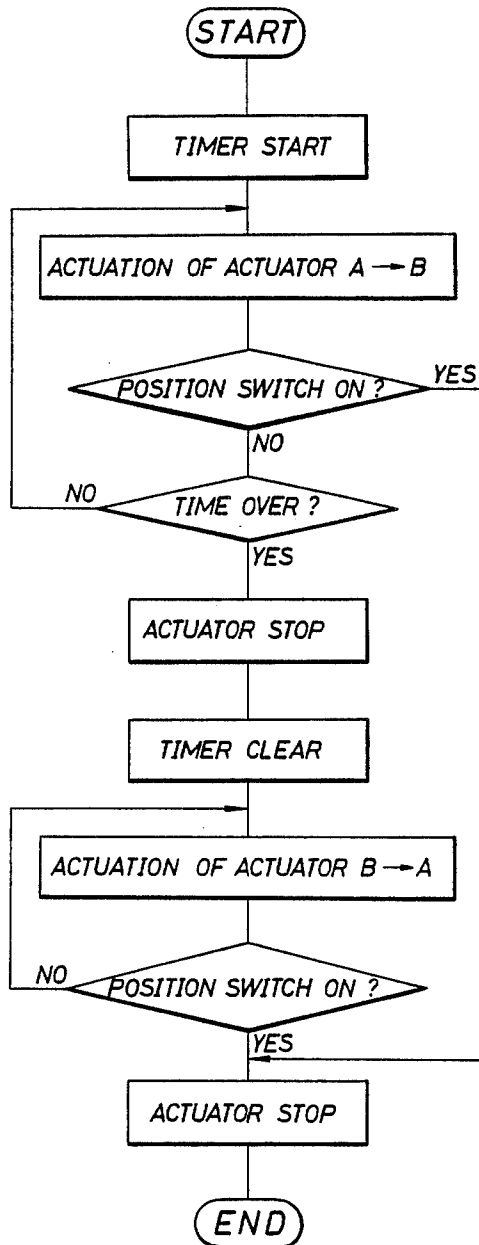 START
TIMER START
ACTUATION OF ACTUATOR A → B
POSITION SWITCH ON ?
YES
NO
NO
TIME OVER ?
YES
ACTUATOR STOP
TIMER CLEAR
ACTUATION OF ACTUATOR B → A
NO
POSITION SWITCH ON ?
YES
ACTUATOR STOP
END